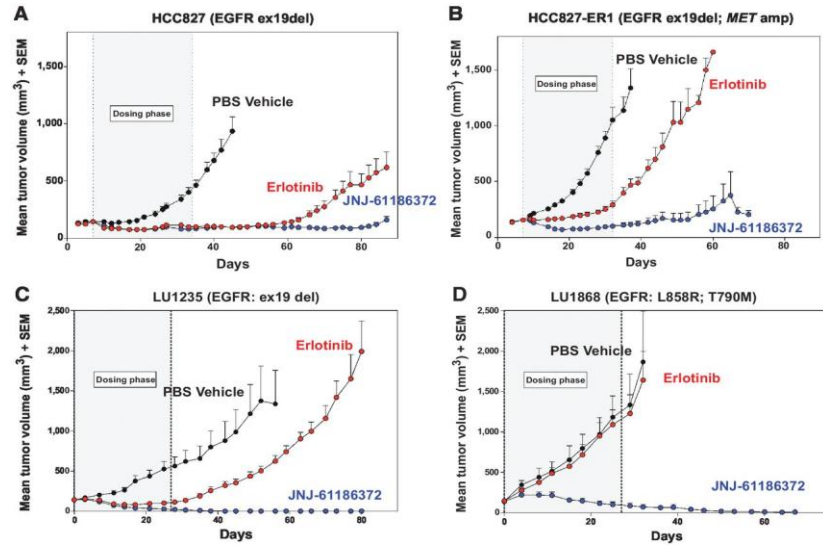 A
HCC827 (EGFR ex19del)
Mean tumor volume (mm³) + SEM
1,500
1,000
500
0
Dosing phase
PBS Vehicle
Erlotinib
JNJ-61186372
0
20
40
60
80
Days
B
HCC827-ER1 (EGFR ex19del; MET amp)
Mean tumor volume (mm³) + SEM
1,500
1,000
500
0
Dosing phase
PBS Vehicle
Erlotinib
JNJ-61186372
0
20
40
60
80
Days
C
LU1235 (EGFR: ex19 del)
Mean tumor volume (mm³) + SEM
2,500
2,000
1,500
1,000
500
0
Dosing phase
PBS Vehicle
Erlotinib
JNJ-61186372
0
20
40
60
80
Days
D
LU1868 (EGFR: L858R; T790M)
Mean tumor volume (mm³) + SEM
2,500
2,000
1,500
1,000
500
0
Dosing phase
PBS Vehicle
Erlotinib
JNJ-61186372
0
20
40
60
Days